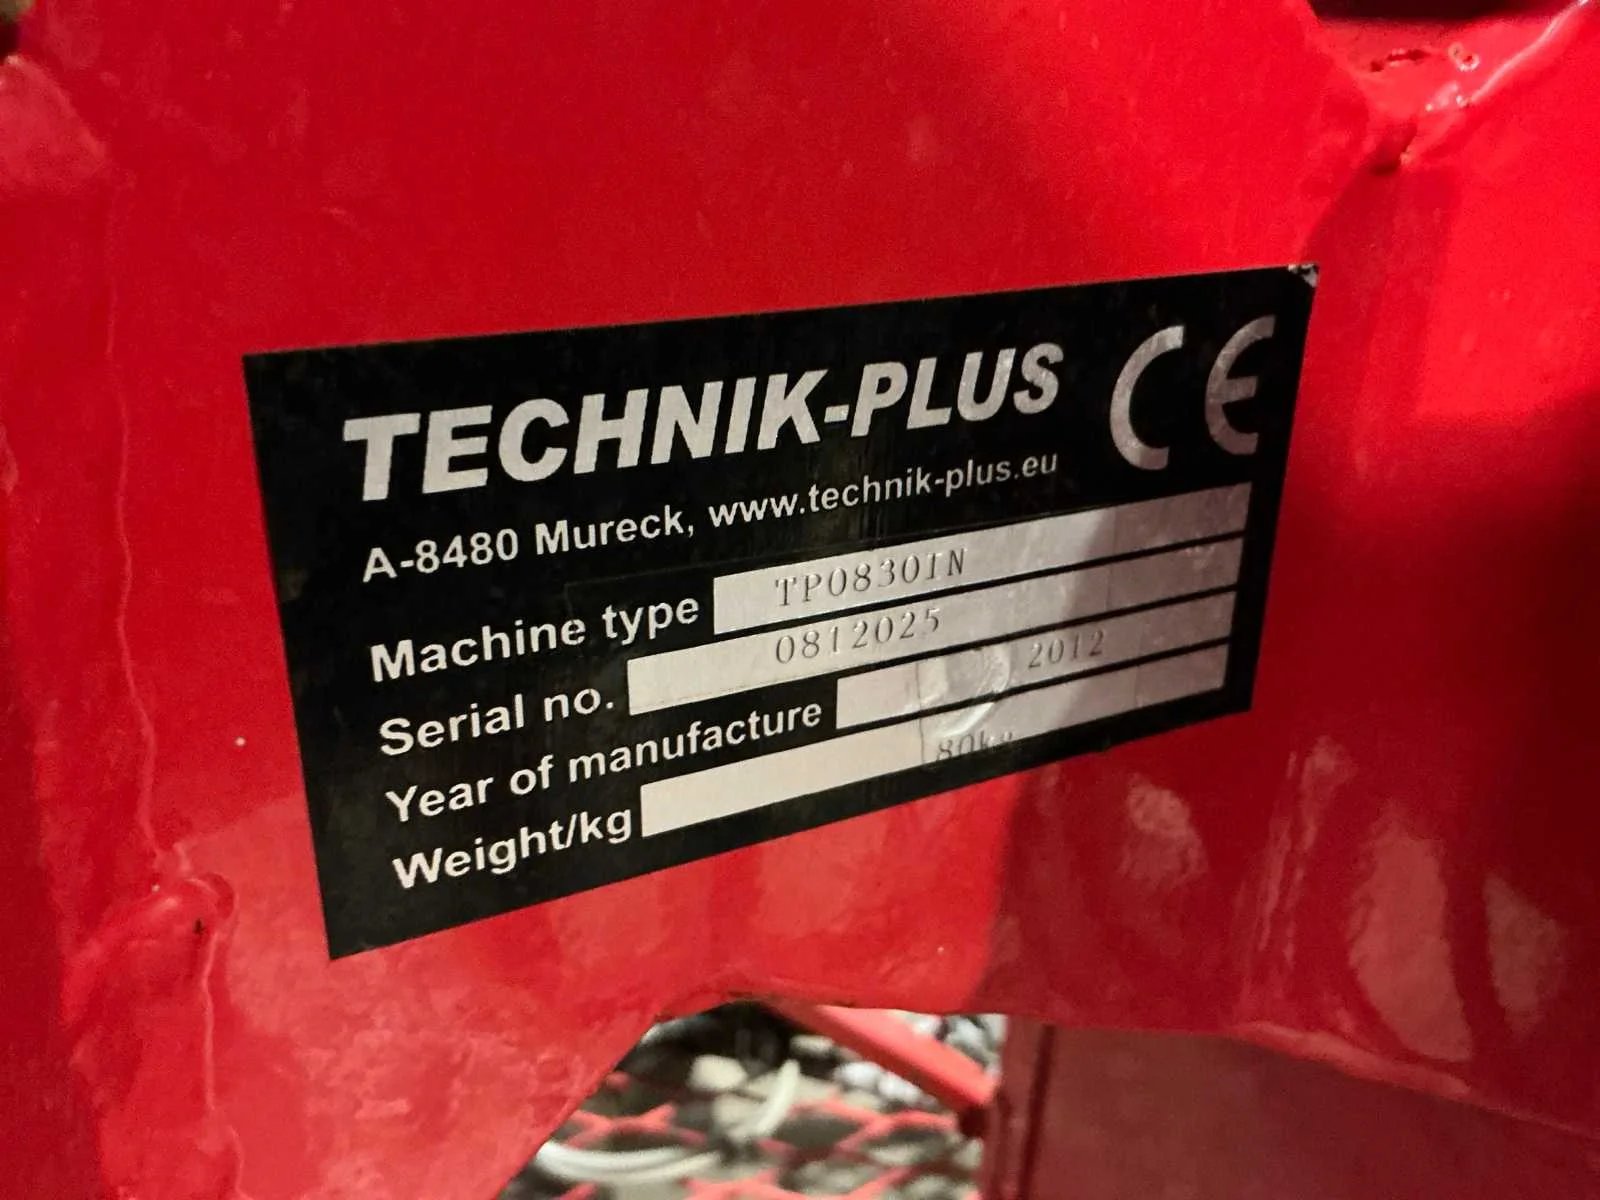 TECHNIK-PLUS CE
A-8480 Mureck, www.technik-plus.eu
Machine type TP0830IN
Serial no. 0812025
Year of manufacture 2012
Weight/kg 80kg